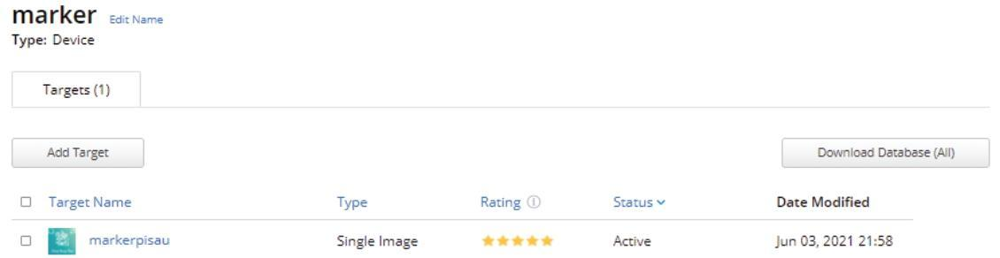 marker Edit Name
Type: Device
Targets (1)
Add Target Download Database (All)
Target Name Type Rating Status Date Modified
markerpisau Single Image Active Jun 03, 2021 21:58